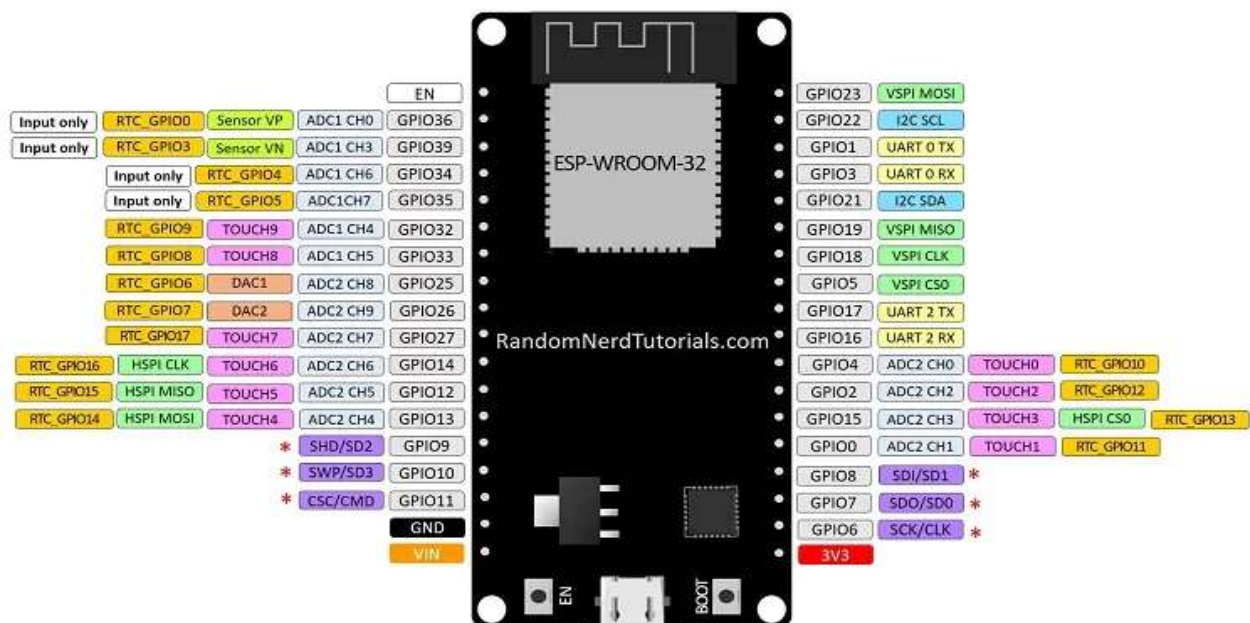 EN GPIO23 VSPI MOSI
Input only RTC_GPIO0 Sensor VP ADC1 CH0 GPIO36 GPIO22 I2C SCL
Input only RTC_GPIO3 Sensor VN ADC1 CH3 GPIO39 GPIO1 UART 0 TX
Input only RTC_GPIO4 ADC1 CH6 GPIO34 ESP-WROOM-32 GPIO3 UART 0 RX
Input only RTC_GPIO5 ADC1CH7 GPIO35 GPIO21 I2C SDA
RTC_GPIO9 TOUCH9 ADC1 CH4 GPIO32 GPIO19 VSPI MISO
RTC_GPIO8 TOUCH8 ADC1 CH5 GPIO33 GPIO18 VSPI CLK
RTC_GPIO6 DAC1 ADC2 CH8 GPIO25 GPIO5 VSPI CS0
RTC_GPIO7 DAC2 ADC2 CH9 GPIO26 GPIO17 UART 2 TX
RTC_GPIO17 TOUCH7 ADC2 CH7 GPIO27 RandomNerdTutorials.com GPIO16 UART 2 RX
RTC_GPIO16 HSPI CLK TOUCH6 ADC2 CH6 GPIO14 GPIO4 ADC2 CH0 TOUCH0 RTC_GPIO10
RTC_GPIO15 HSPI MISO TOUCH5 ADC2 CH5 GPIO12 GPIO2 ADC2 CH2 TOUCH2 RTC_GPIO12
RTC_GPIO14 HSPI MOSI TOUCH4 ADC2 CH4 GPIO13 GPIO15 ADC2 CH3 TOUCH3 HSPI CS0 RTC_GPIO13
* SHD/SD2 GPIO9 GPIO0 ADC2 CH1 TOUCH1 RTC_GPIO11
* SWP/SD3 GPIO10 GPIO8 SDI/SD1 *
* CSC/CMD GPIO11 GPIO7 SDO/SD0 *
GND GPIO6 SCK/CLK *
VIN 3V3
EN BOOT